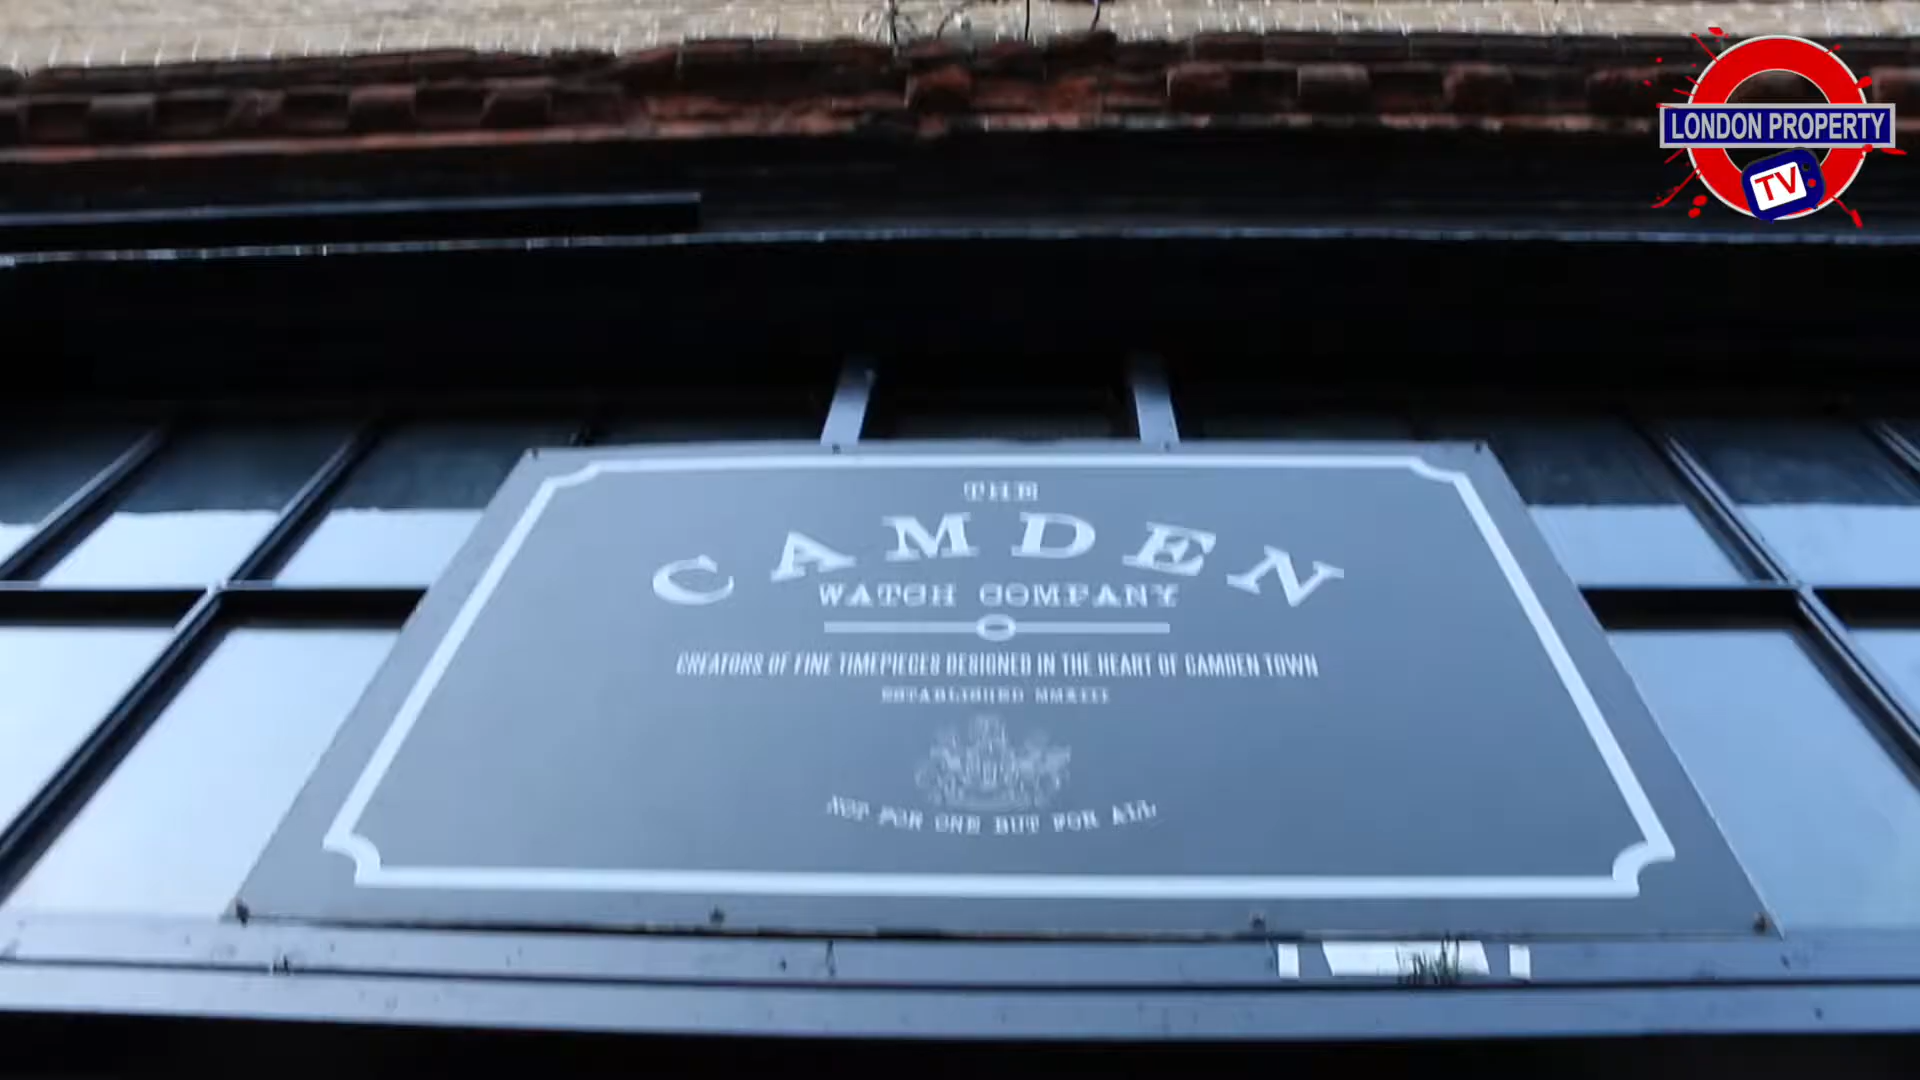 LONDON PROPERTY
TV
THE
CAMDEN
WATCH COMPANY
CREATORS OF FINE TIMEPIECES DESIGNED IN THE HEART OF CAMDEN TOWN
ESTABLISHED MMXIII
NOT FOR ONE BUT FOR ALL